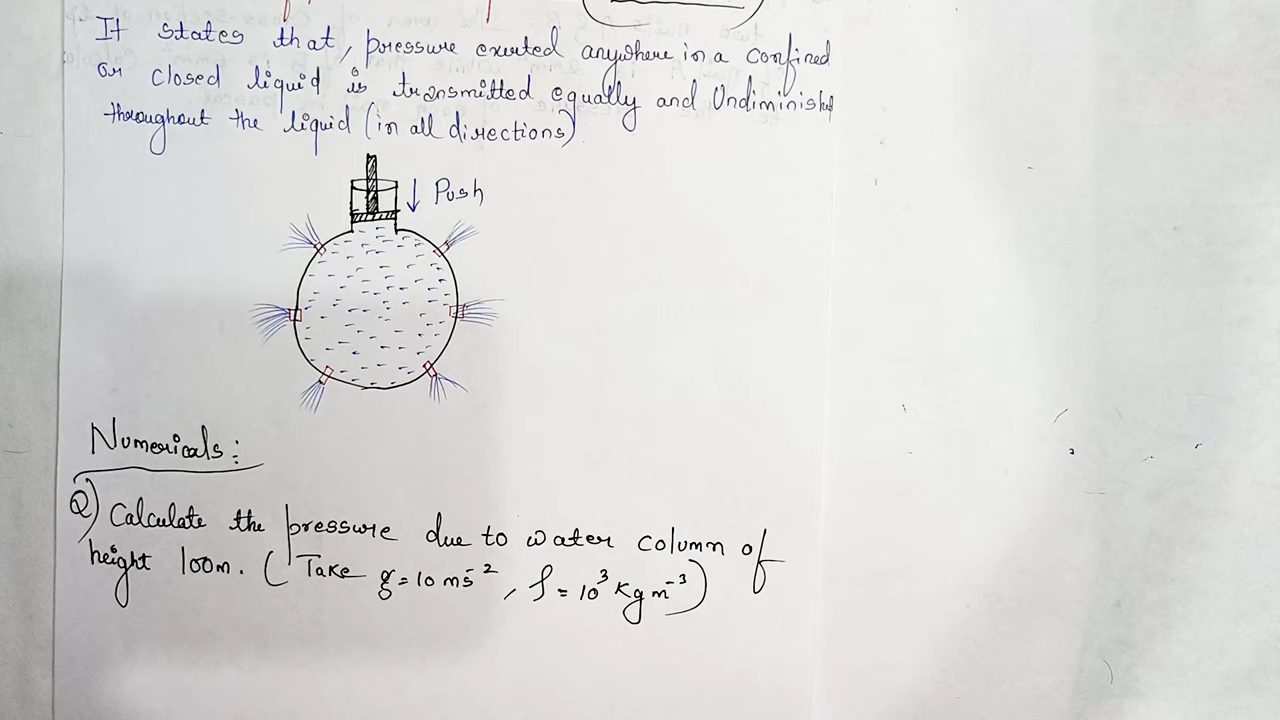 It states that, pressure exerted anywhere in a confined
or closed liquid is transmitted equally and Undiminished
throughout the liquid (in all directions)
Push
Numericals:
Q) Calculate the pressure due to water column of
height 100m. (Take g=10 ms⁻², ρ=10³ Kg m⁻³)